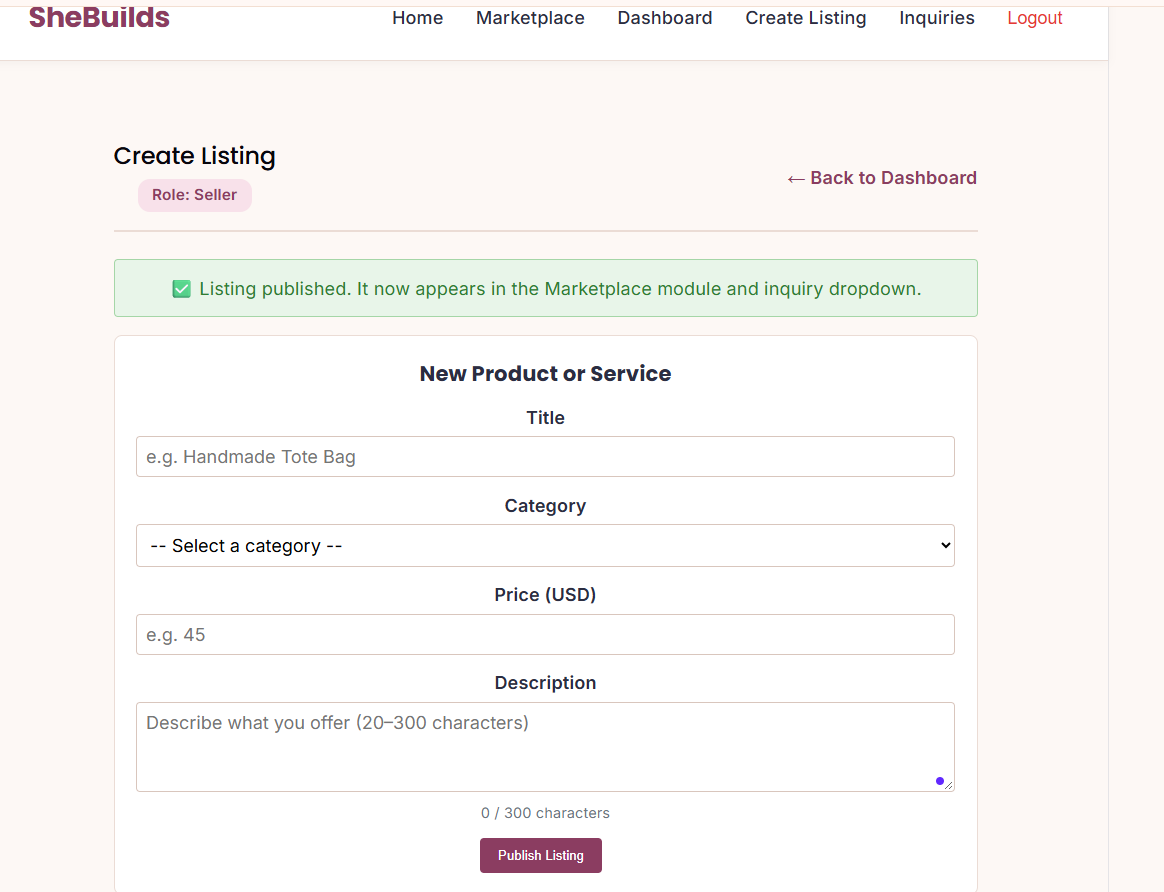 SheBuilds
Home Marketplace Dashboard Create Listing Inquiries Logout
Create Listing
Role: Seller
← Back to Dashboard
✅ Listing published. It now appears in the Marketplace module and inquiry dropdown.
New Product or Service
Title
e.g. Handmade Tote Bag
Category
-- Select a category --
Price (USD)
e.g. 45
Description
Describe what you offer (20–300 characters)
0 / 300 characters
Publish Listing